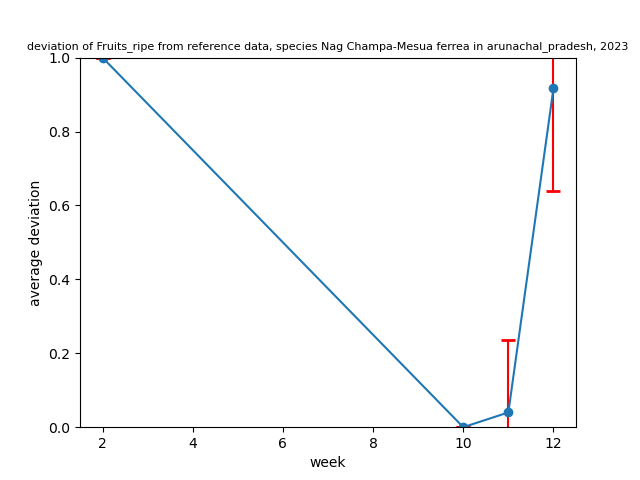 deviation of Fruits_ripe from reference data, species Nag Champa-Mesua ferrea in arunachal_pradesh, 2023
1.0
0.8
0.6
0.4
0.2
0.0
average deviation
2 4 6 8 10 12
week